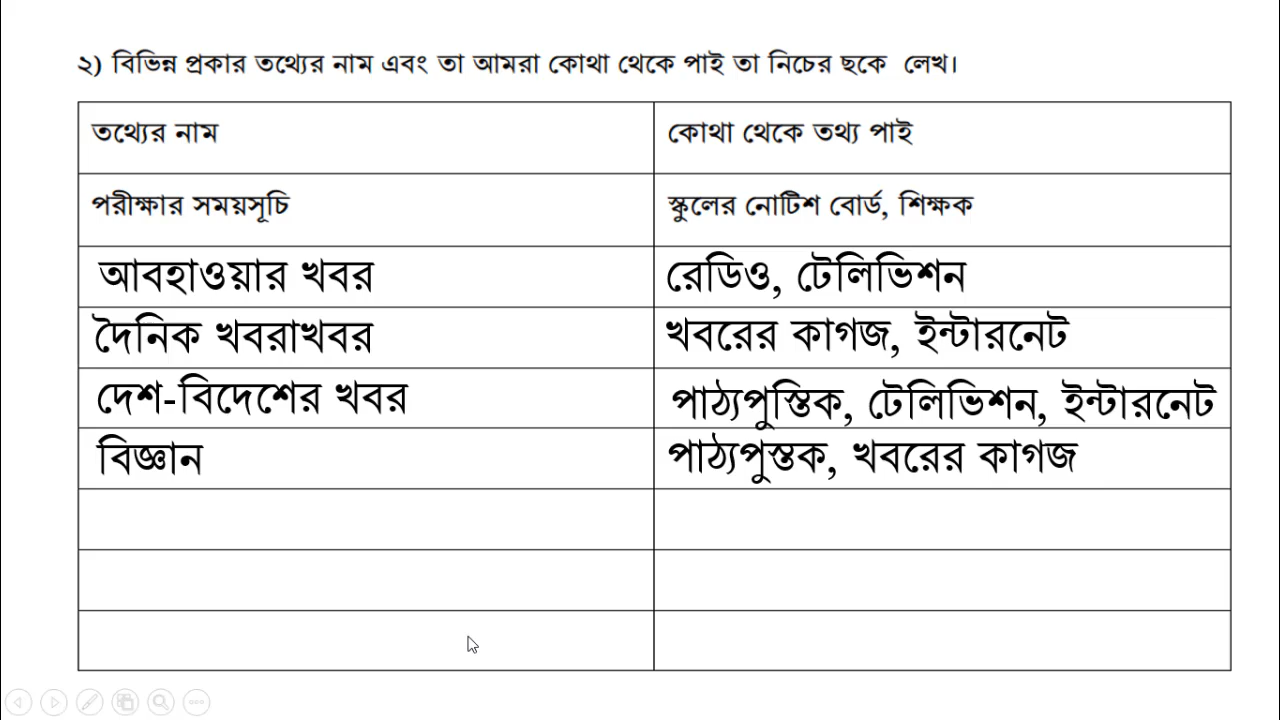 ২) বিভিন্ন প্রকার তথ্যের নাম এবং তা আমরা কোথা থেকে পাই তা নিচের ছকে লেখ।
তথ্যের নাম কোথা থেকে তথ্য পাই
পরীক্ষার সময়সূচি স্কুলের নোটিশ বোর্ড, শিক্ষক
আবহাওয়ার খবর রেডিও, টেলিভিশন
দৈনিক খবরাখবর খবরের কাগজ, ইন্টারনেট
দেশ-বিদেশের খবর পাঠ্যপুস্তিক, টেলিভিশন, ইন্টারনেট
বিজ্ঞান পাঠ্যপুস্তক, খবরের কাগজ